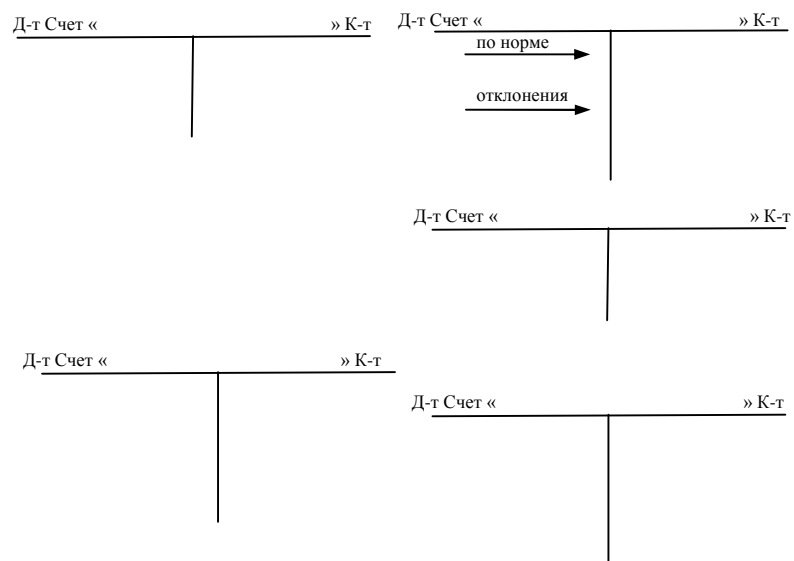 Д-т Счет « » К-т
Д-т Счет « » К-т
по норме
отклонения
Д-т Счет « » К-т
Д-т Счет « » К-т
Д-т Счет « » К-т